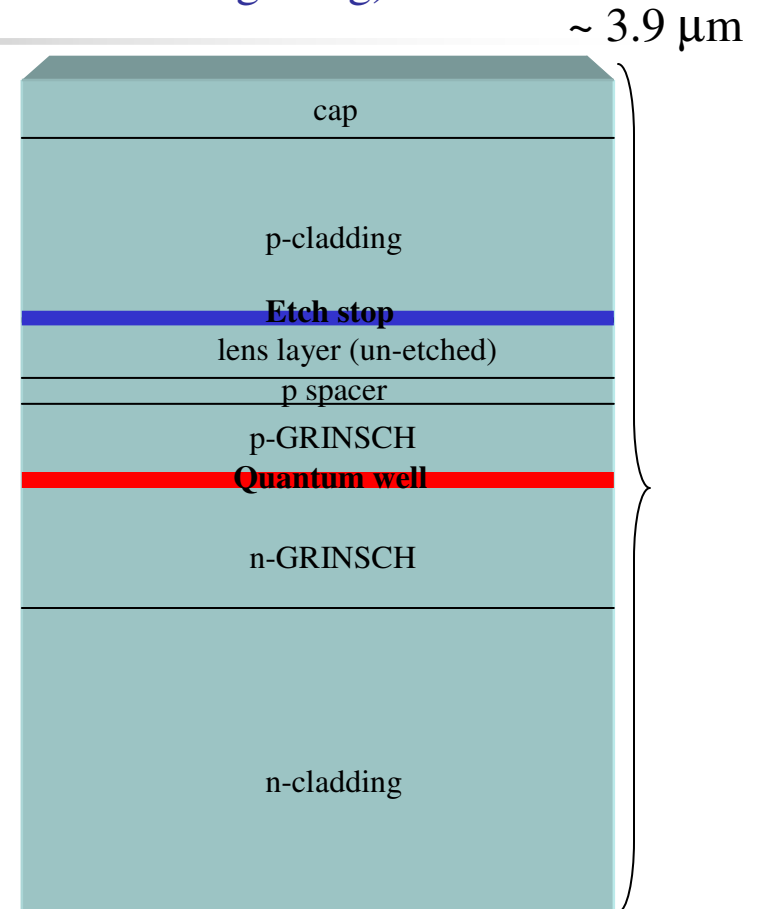 ~ 3.9 μm
cap
p-cladding
Etch stop
lens layer (un-etched)
p spacer
p-GRINSCH
Quantum well
n-GRINSCH
n-cladding